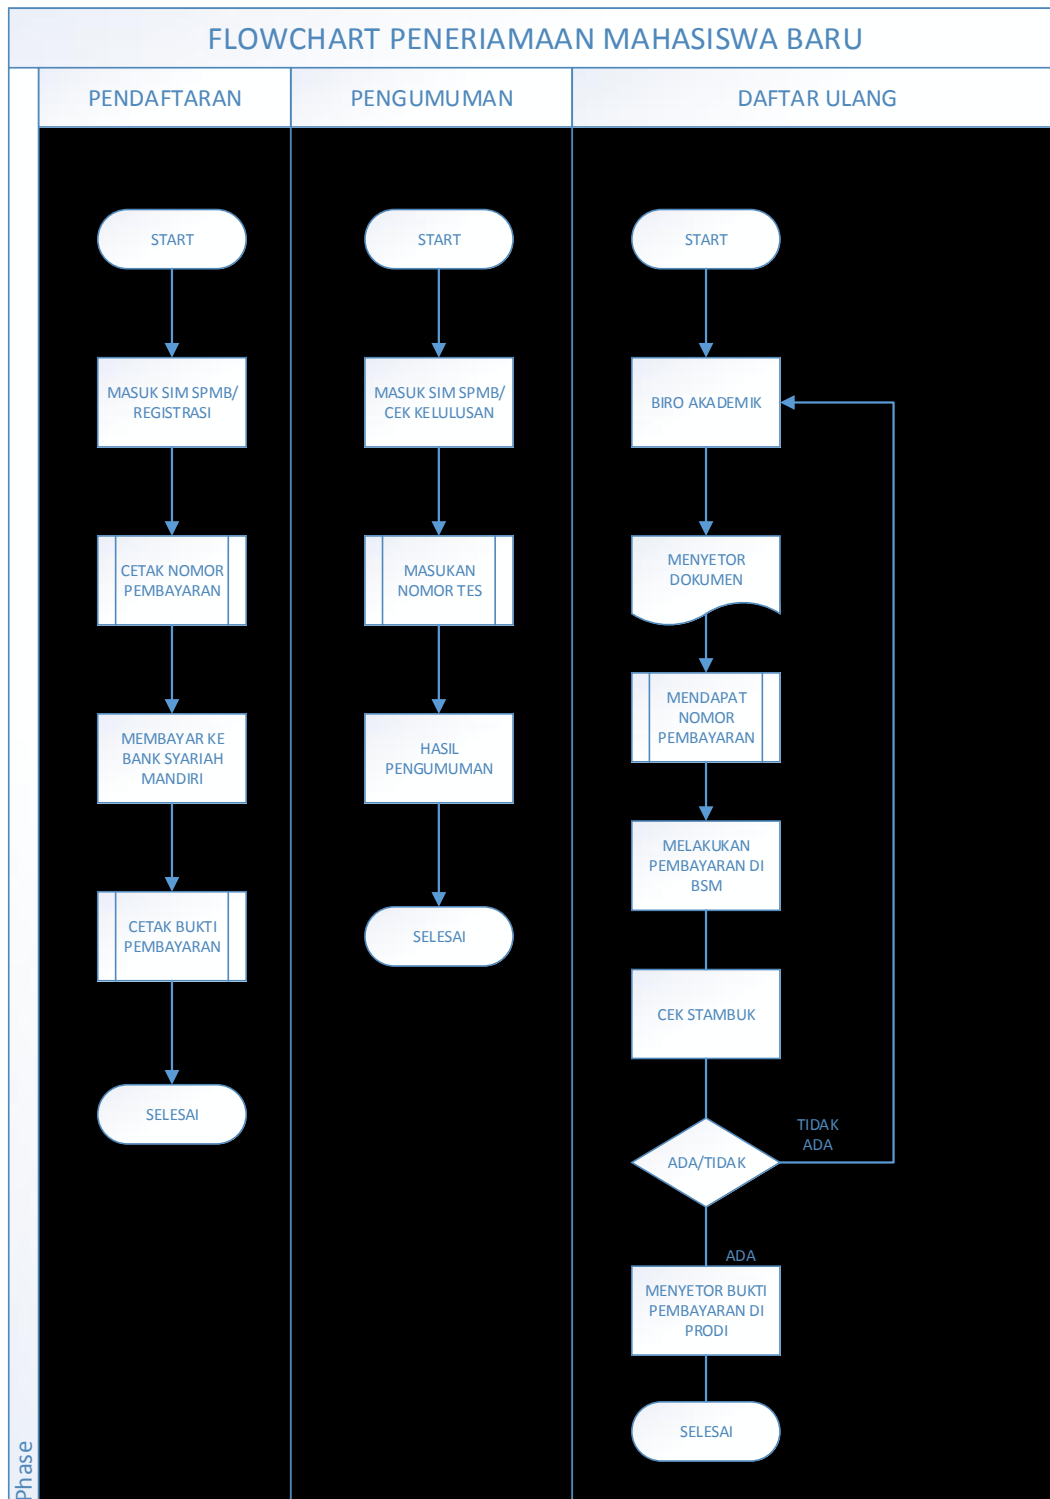 FLOWCHART PENERIAMAAN MAHASISWA BARU
PENDAFTARAN
PENGUMUMAN
DAFTAR ULANG
START
MASUK SIM SPMB/
REGISTRASI
CETAK NOMOR
PEMBAYARAN
MEMBAYAR KE
BANK SYARIAH
MANDIRI
CETAK BUKTI
PEMBAYARAN
SELESAI
START
MASUK SIM SPMB/
CEK KELULUSAN
MASUKAN
NOMOR TES
HASIL
PENGUMUMAN
SELESAI
START
BIRO AKADEMIK
MENYETOR
DOKUMEN
MENDAPAT
NOMOR
PEMBAYARAN
MELAKUKAN
PEMBAYARAN DI
BSM
CEK STAMBUK
ADA/TIDAK
TIDAK
ADA
ADA
MENYETOR BUKTI
PEMBAYARAN DI
PRODI
SELESAI
Phase